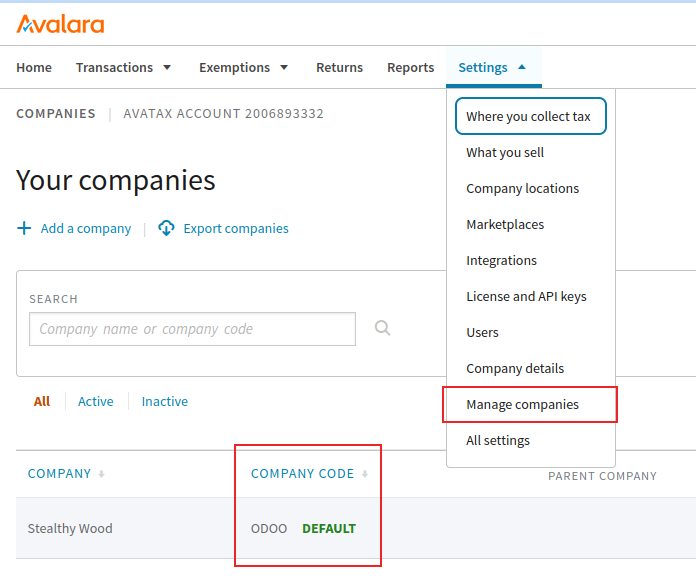 Avalara
Home Transactions Exemptions Returns Reports Settings
COMPANIES | AVATAX ACCOUNT 2006893332
Where you collect tax
What you sell
Your companies
Company locations
Add a company | Export companies
Marketplaces
Integrations
License and API keys
SEARCH
Company name or company code
Users
Company details
All Active Inactive
Manage companies
All settings
COMPANY COMPANY CODE PARENT COMPANY
Stealthy Wood ODOO DEFAULT